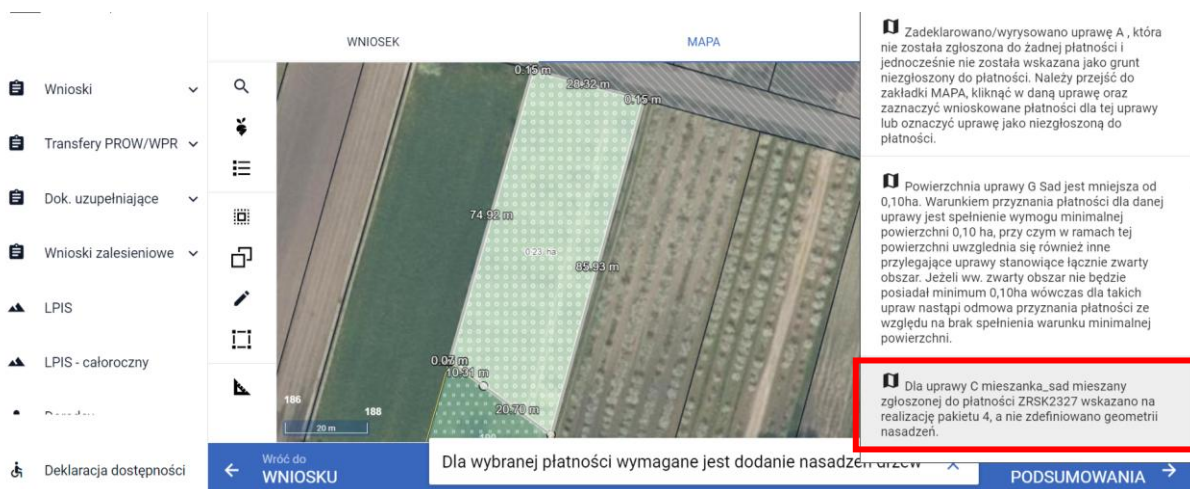 WNIOSEK
MAPA
Wnioski
Transfery PROW/WPR
Dok. uzupełniające
Wnioski zalesieniowe
LPIS
LPIS - całoroczny
Deklaracja dostępności
0.15 m
28.32 m
0.15 m
74.92 m
0.23 ha
85.93 m
0.07 m
10.31 m
20.70 m
186
188
20 m
Wróć do
WNIOSKU
Dla wybranej płatności wymagane jest dodanie nasadzeń drzew
PODSUMOWANIA
Zadeklarowano/wyrysowano uprawę A , która
nie została zgłoszona do żadnej płatności i
jednocześnie nie została wskazana jako grunt
niezgłoszony do płatności. Należy przejść do
zakładki MAPA, kliknąć w daną uprawę oraz
zaznaczyć wnioskowane płatności dla tej uprawy
lub oznaczyć uprawę jako niezgłoszoną do
płatności.
Powierzchnia uprawy G Sad jest mniejsza od
0,10ha. Warunkiem przyznania płatności dla danej
uprawy jest spełnienie wymogu minimalnej
powierzchni 0,10 ha, przy czym w ramach tej
powierzchni uwzglednia się również inne
przylegające uprawy stanowiące łącznie zwarty
obszar. Jeżeli ww. zwarty obszar nie będzie
posiadał minimum 0,10ha wówczas dla takich
upraw nastąpi odmowa przyznania płatności ze
względu na brak spełnienia warunku minimalnej
powierzchni.
Dla uprawy C mieszanka_sad mieszany
zgłoszonej do płatności ZRSK2327 wskazano na
realizację pakietu 4, a nie zdefiniowano geometrii
nasadzeń.